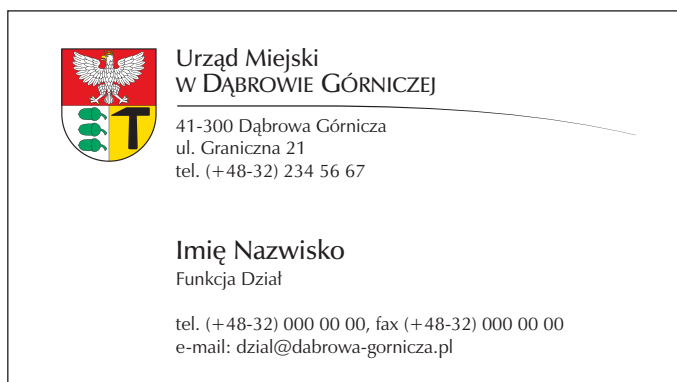 Urząd Miejski
W DĄBROWIE GÓRNICZEJ
41-300 Dąbrowa Górnicza
ul. Graniczna 21
tel. (+48-32) 234 56 67
Imię Nazwisko
Funkcja Dział
tel. (+48-32) 000 00 00, fax (+48-32) 000 00 00
e-mail: dzial@dabrowa-gornicza.pl